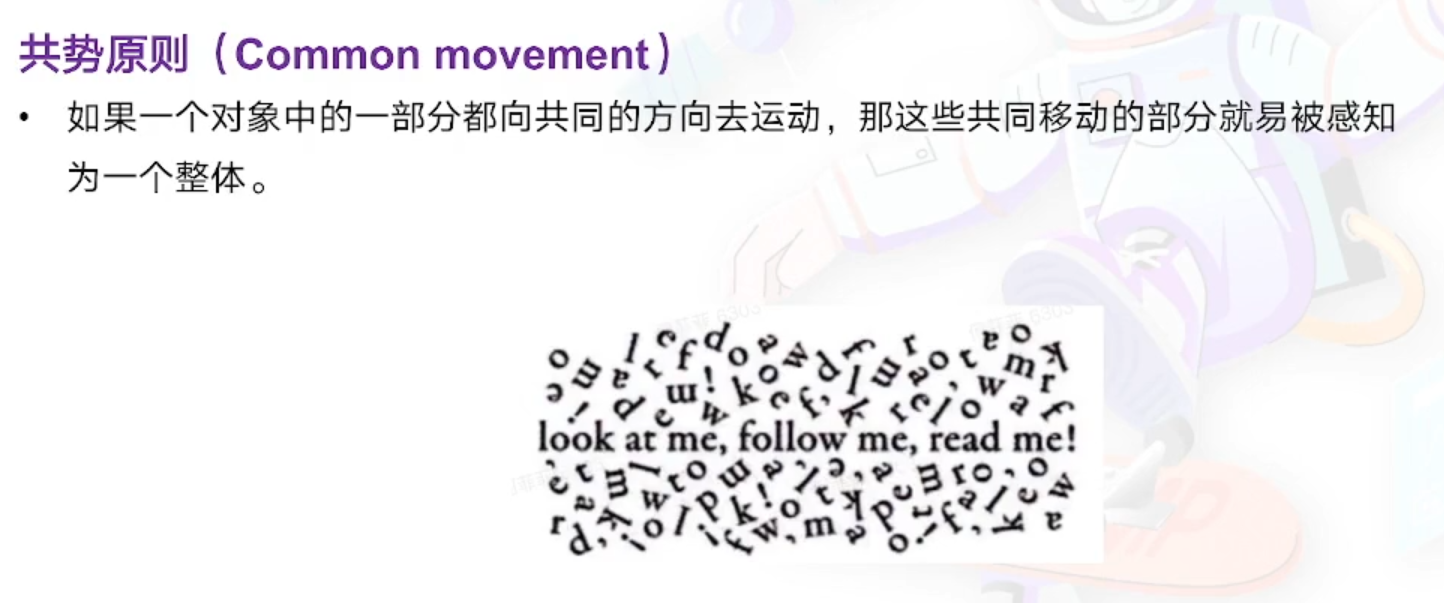 共势原则（Common movement）
• 如果一个对象中的一部分都向共同的方向去运动，那这些共同移动的部分就易被感知
为一个整体。
look at me, follow me, read me!